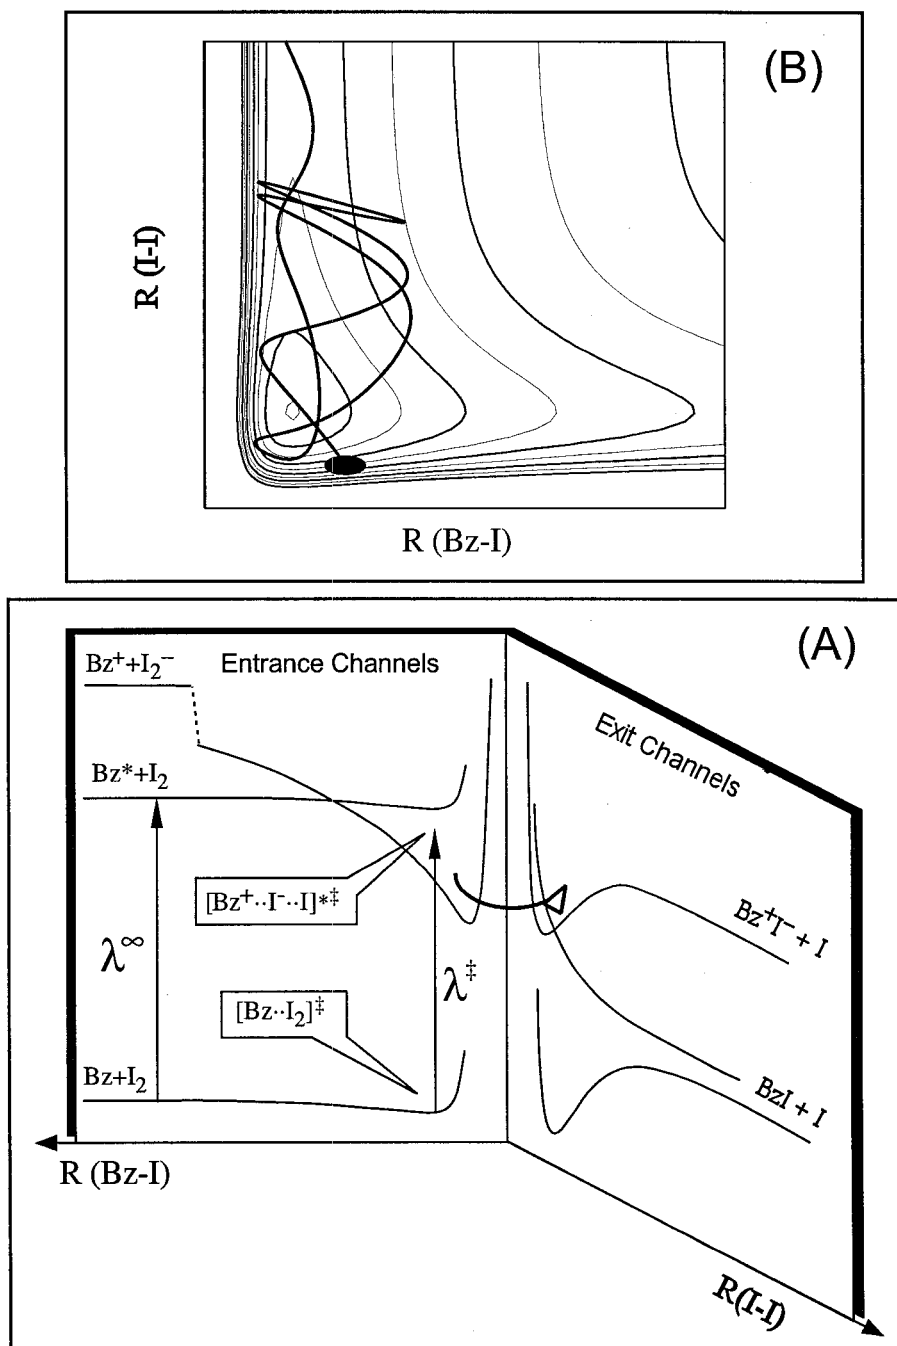 (B)
R (I-I)
R (Bz-I)
(A)
Bz⁺+I₂⁻
Entrance Channels
Exit Channels
Bz*+I₂
[Bz⁺··I⁻··I]*‡
Bz⁺I⁻ + I
λ∞
λ‡
[Bz··I₂]‡
Bz+I₂
BzI + I
R (Bz-I)
R(I-I)